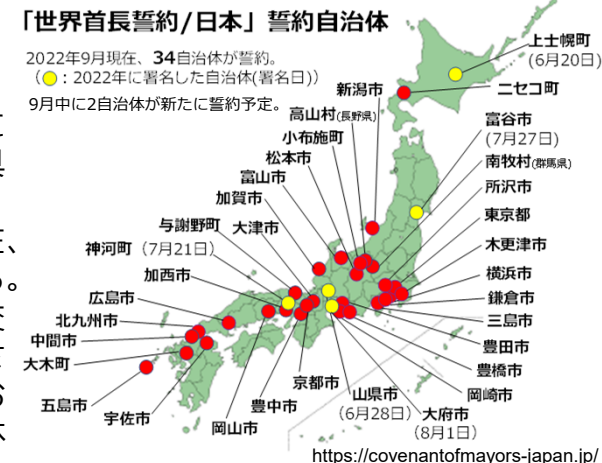 「世界首長誓約/日本」誓約自治体
2022年9月現在、34自治体が誓約。
(●：2022年に署名した自治体(署名日))
9月中に2自治体が新たに誓約予定。
上士幌町
(6月20日)
ニセコ町
新潟市
高山村(長野県)
小布施町
松本市
富山市
加賀市
与謝野町
大津市
神河町 (7月21日)
加西市
広島市
北九州市
中間市
大木町
五島市
宇佐市
岡山市
豊中市
京都市
富谷市
(7月27日)
南牧村(群馬県)
所沢市
東京都
木更津市
横浜市
鎌倉市
三島市
豊田市
豊橋市
岡崎市
山県市
(6月28日)
大府市
(8月1日)
https://covenantofmayors-japan.jp/